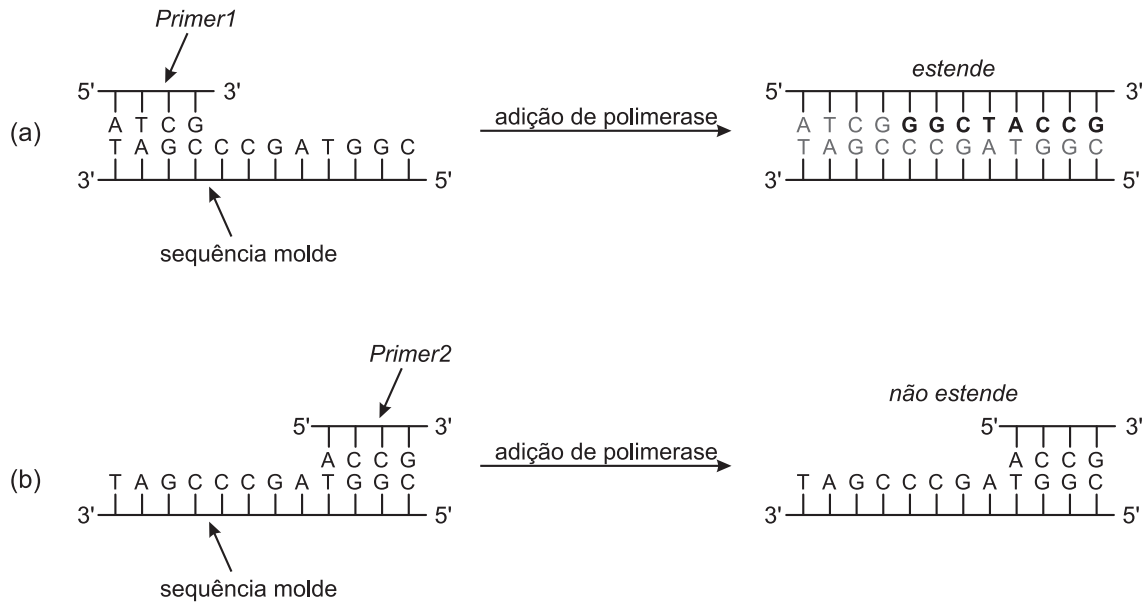 Primer1
5' 3'
A T C G
(a)
T A G C C C G A T G G C
3' 5'
sequência molde
adição de polimerase
estende
5' 3'
A T C G G G C T A C C G
T A G C C C G A T G G C
3' 5'
Primer2
5' 3'
A C C G
(b)
T A G C C C G A T G G C
3' 5'
sequência molde
adição de polimerase
não estende
5' 3'
A C C G
T A G C C C G A T G G C
3' 5'